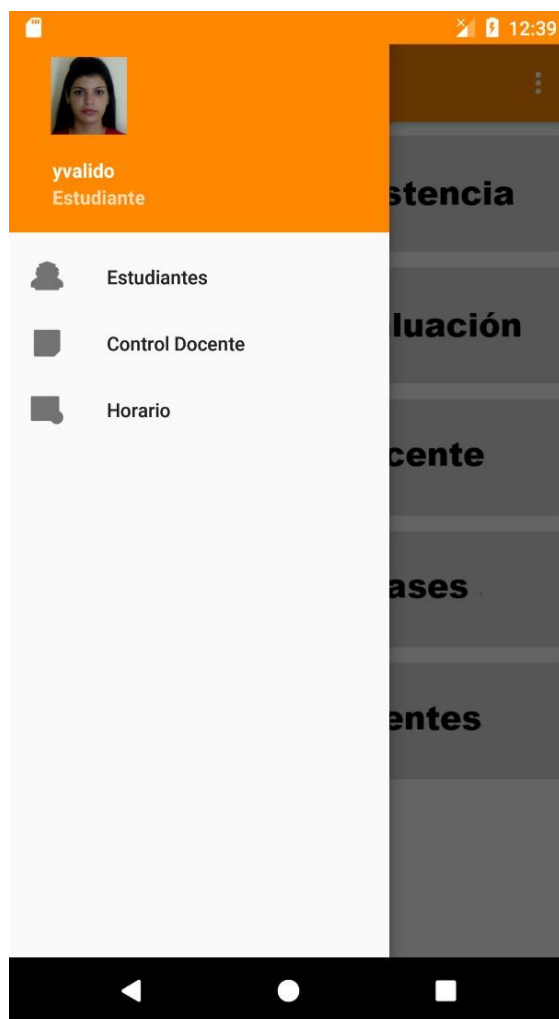 12:39
yvalido
Estudiante
Estudiantes
Control Docente
Horario
stencia
luación
cente
ases
entes